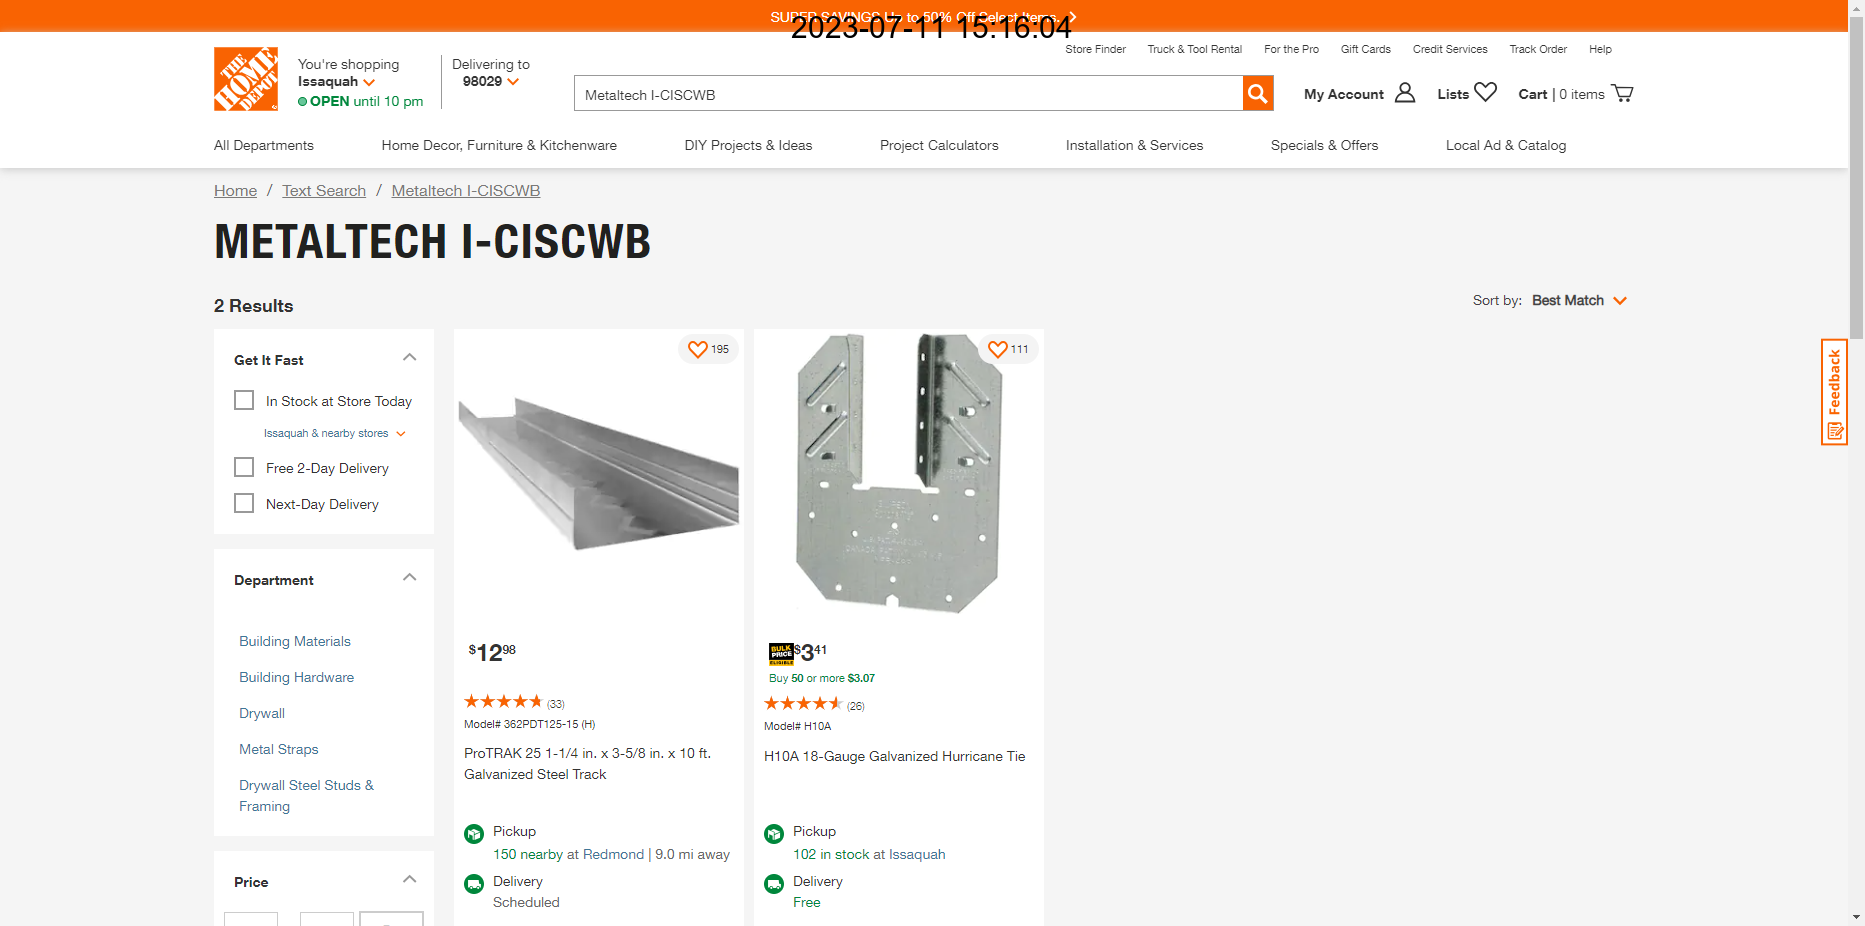 SUPER SAVINGS Up to 50% Off Select Items.
2023-07-11 15:16:04
Store Finder
Truck & Tool Rental
For the Pro
Gift Cards
Credit Services
Track Order
Help
THE HOME DEPOT
You're shopping
Issaquah
OPEN until 10 pm
Delivering to
98029
Metaltech I-CISCWB
My Account
Lists
Cart | 0 items
All Departments
Home Decor, Furniture & Kitchenware
DIY Projects & Ideas
Project Calculators
Installation & Services
Specials & Offers
Local Ad & Catalog
Home / Text Search / Metaltech I-CISCWB
METALTECH I-CISCWB
2 Results
Sort by: Best Match
Get It Fast
In Stock at Store Today
Issaquah & nearby stores
Free 2-Day Delivery
Next-Day Delivery
Department
Building Materials
Building Hardware
Drywall
Metal Straps
Drywall Steel Studs &
Framing
Price
195
$12 98
(33)
Model# 362PDT125-15 (H)
ProTRAK 25 1-1/4 in. x 3-5/8 in. x 10 ft.
Galvanized Steel Track
Pickup
150 nearby at Redmond | 9.0 mi away
Delivery
Scheduled
111
BULK
PRICE
ELIGIBLE
$3 41
Buy 50 or more $3.07
(26)
Model# H10A
H10A 18-Gauge Galvanized Hurricane Tie
Pickup
102 in stock at Issaquah
Delivery
Free
Feedback